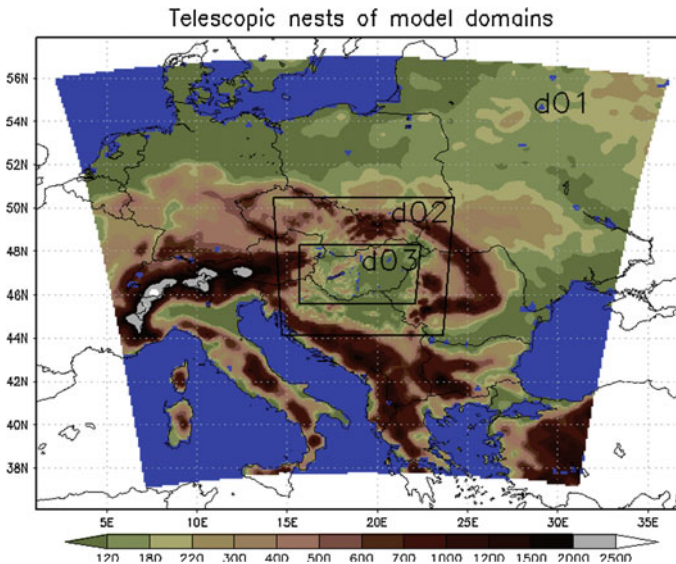 Telescopic nests of model domains
56N
54N
52N
50N
48N
46N
44N
42N
40N
38N
d01
d02
d03
5E 10E 15E 20E 25E 30E 35E
120 180 220 300 400 500 600 700 1000 1200 1500 2000 2500